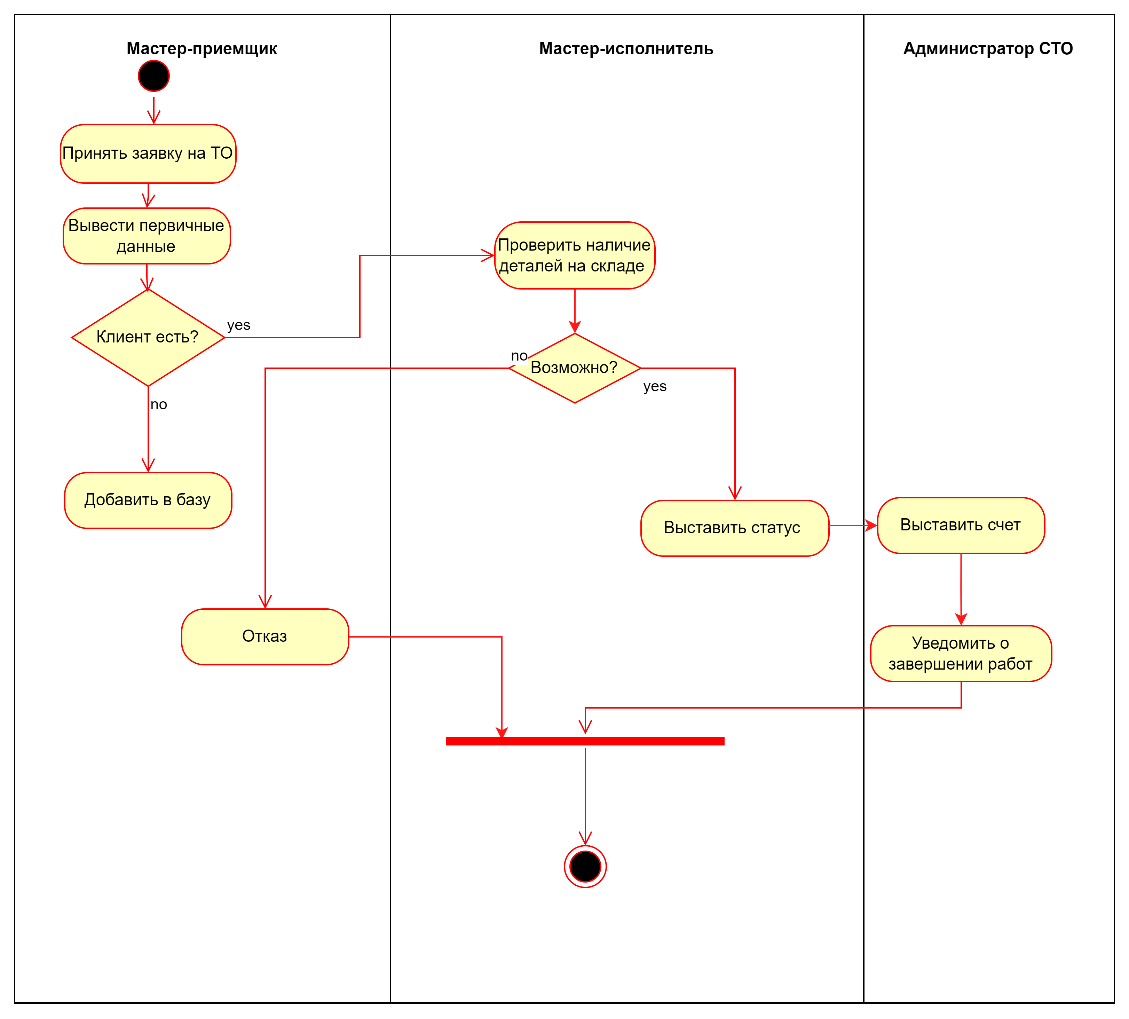 Мастер-приемщик
Мастер-исполнитель
Администратор СТО
Принять заявку на ТО
Вывести первичные
данные
Проверить наличие
деталей на складе
Клиент есть?
yes
no
Возможно?
no
yes
Добавить в базу
Выставить статус
Выставить счет
Отказ
Уведомить о
завершении работ